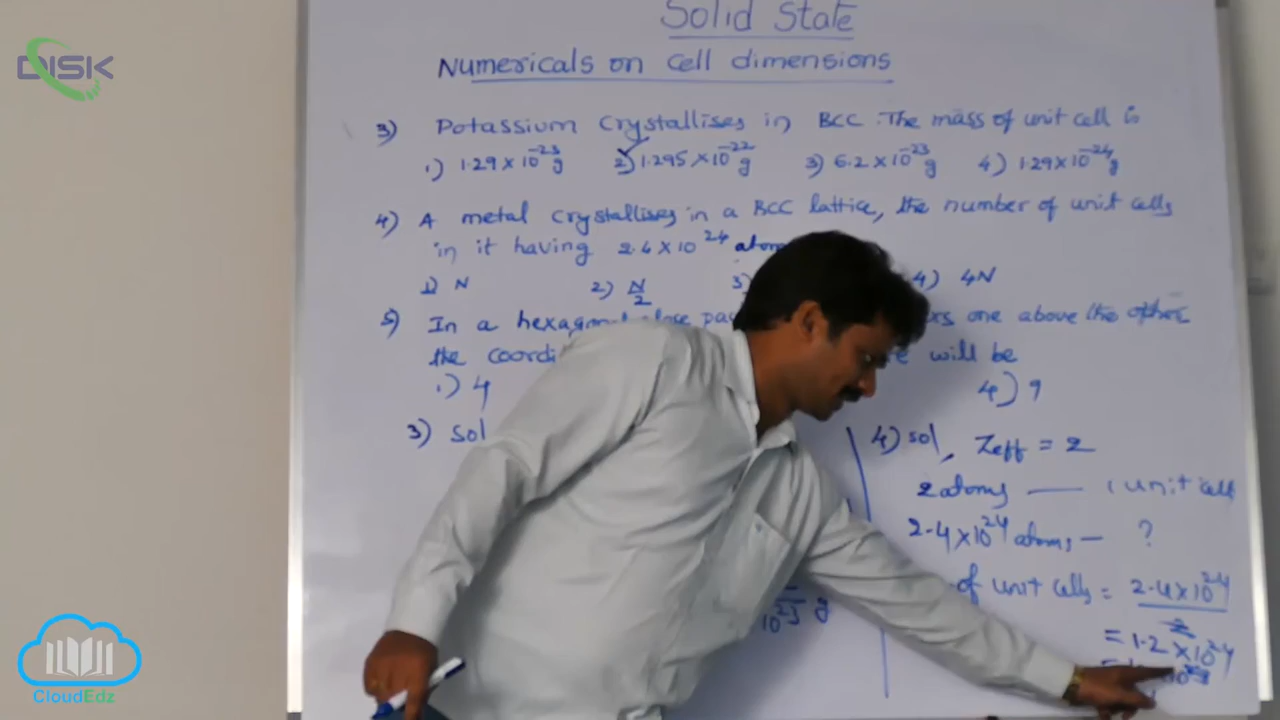 DISK
Solid State
Numericals on cell dimensions
3) Potassium crystallises in BCC. The mass of unit cell is
1) 1.29 x 10⁻²³ g 2) 1.295 x 10⁻²² g 3) 6.2 x 10⁻²³ g 4) 1.29 x 10⁻²⁴ g
4) A metal crystallises in a BCC lattice, the number of unit cells
in it having 2.4 x 10²⁴ atom
1) N 2) N/2 3) 4) 4N
5) In a hexagonal close one above the other
the will be
1) 4 4) 9
3) sol
4) sol, Zeff = 2
2 atoms — 1 unit cell
2.4 x 10²⁴ atoms — ?
of unit cells = 2.4 x 10²⁴
2
= 1.2 x 10²⁴
10²³ g
CloudEdz